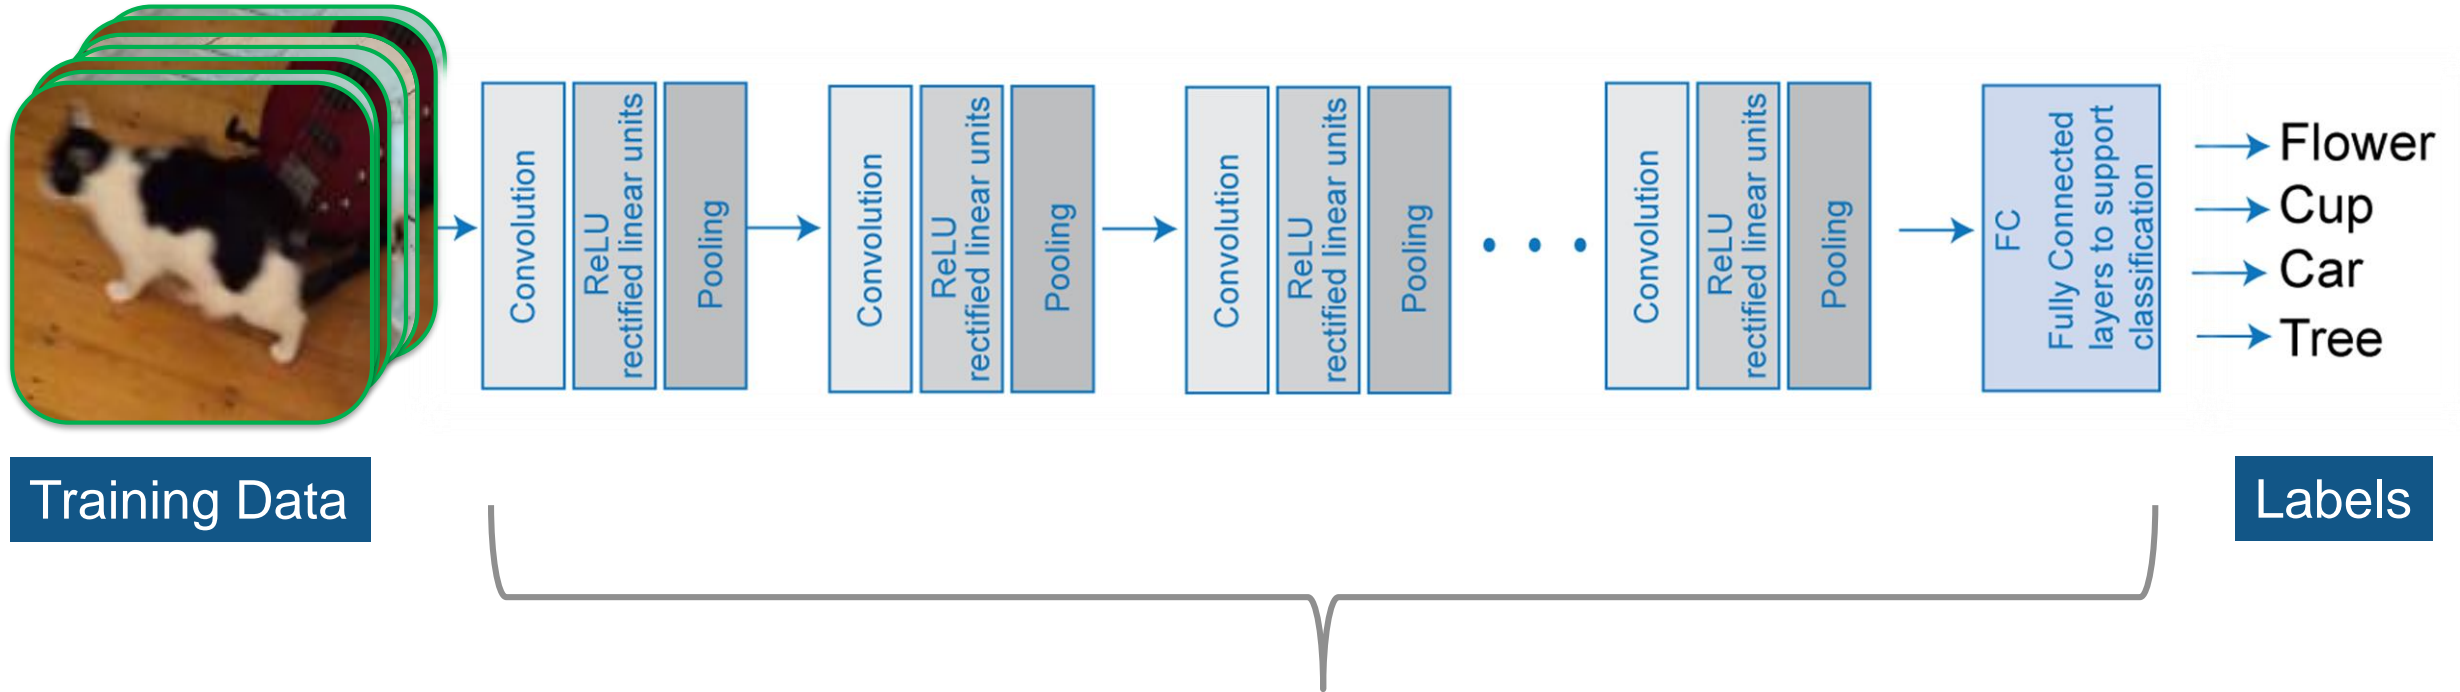 Convolution
ReLU
rectified linear units
Pooling
Convolution
ReLU
rectified linear units
Pooling
Convolution
ReLU
rectified linear units
Pooling
Convolution
ReLU
rectified linear units
Pooling
FC
Fully Connected
layers to support
classification
Flower
Cup
Car
Tree
Training Data
Labels